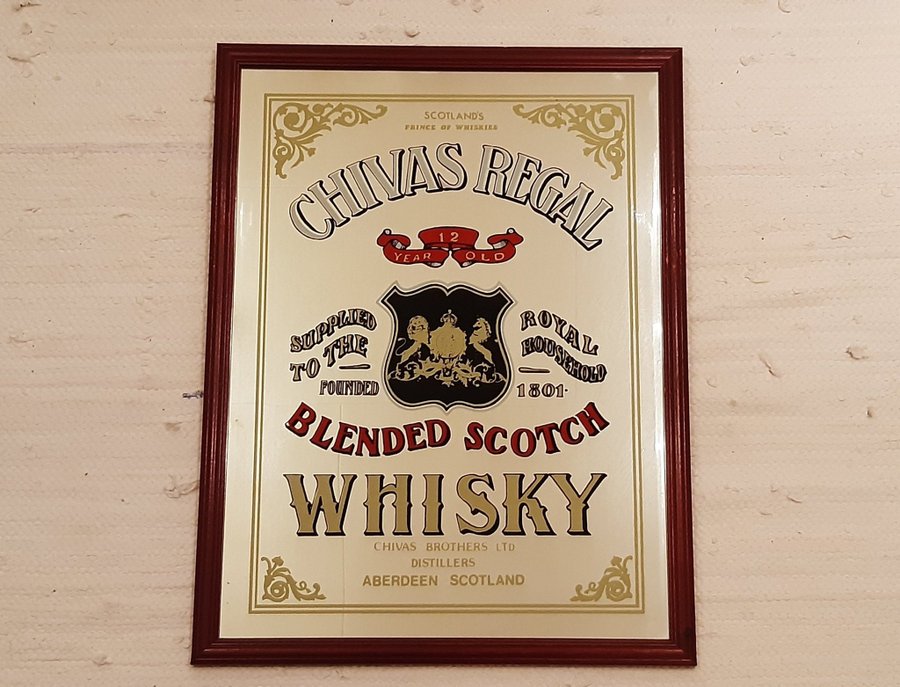 SCOTLAND'S
PRINCE OF WHISKIES
CHIVAS REGAL
12
YEAR OLD
SUPPLIED
TO THE
ROYAL
HOUSEHOLD
FOUNDED 1801
BLENDED SCOTCH
WHISKY
CHIVAS BROTHERS LTD
DISTILLERS
ABERDEEN SCOTLAND